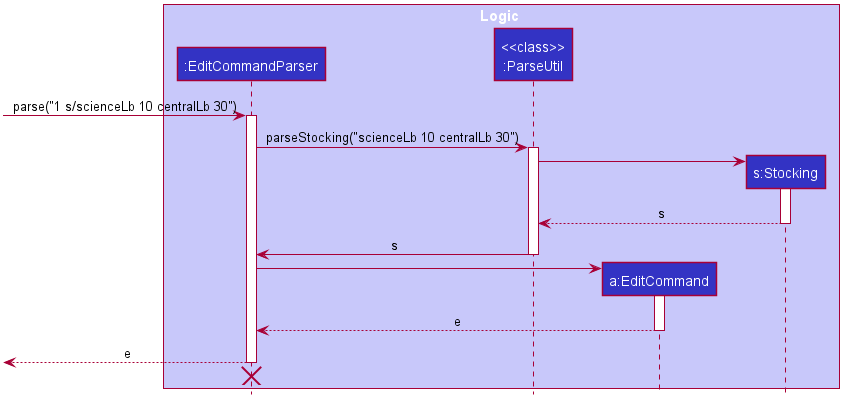 Logic
<<class>>
:EditCommandParser
:ParseUtil
parse("1 s/scienceLb 10 centralLb 30")
parseStocking("scienceLb 10 centralLb 30")
s:Stocking
s
s
a:EditCommand
e
e